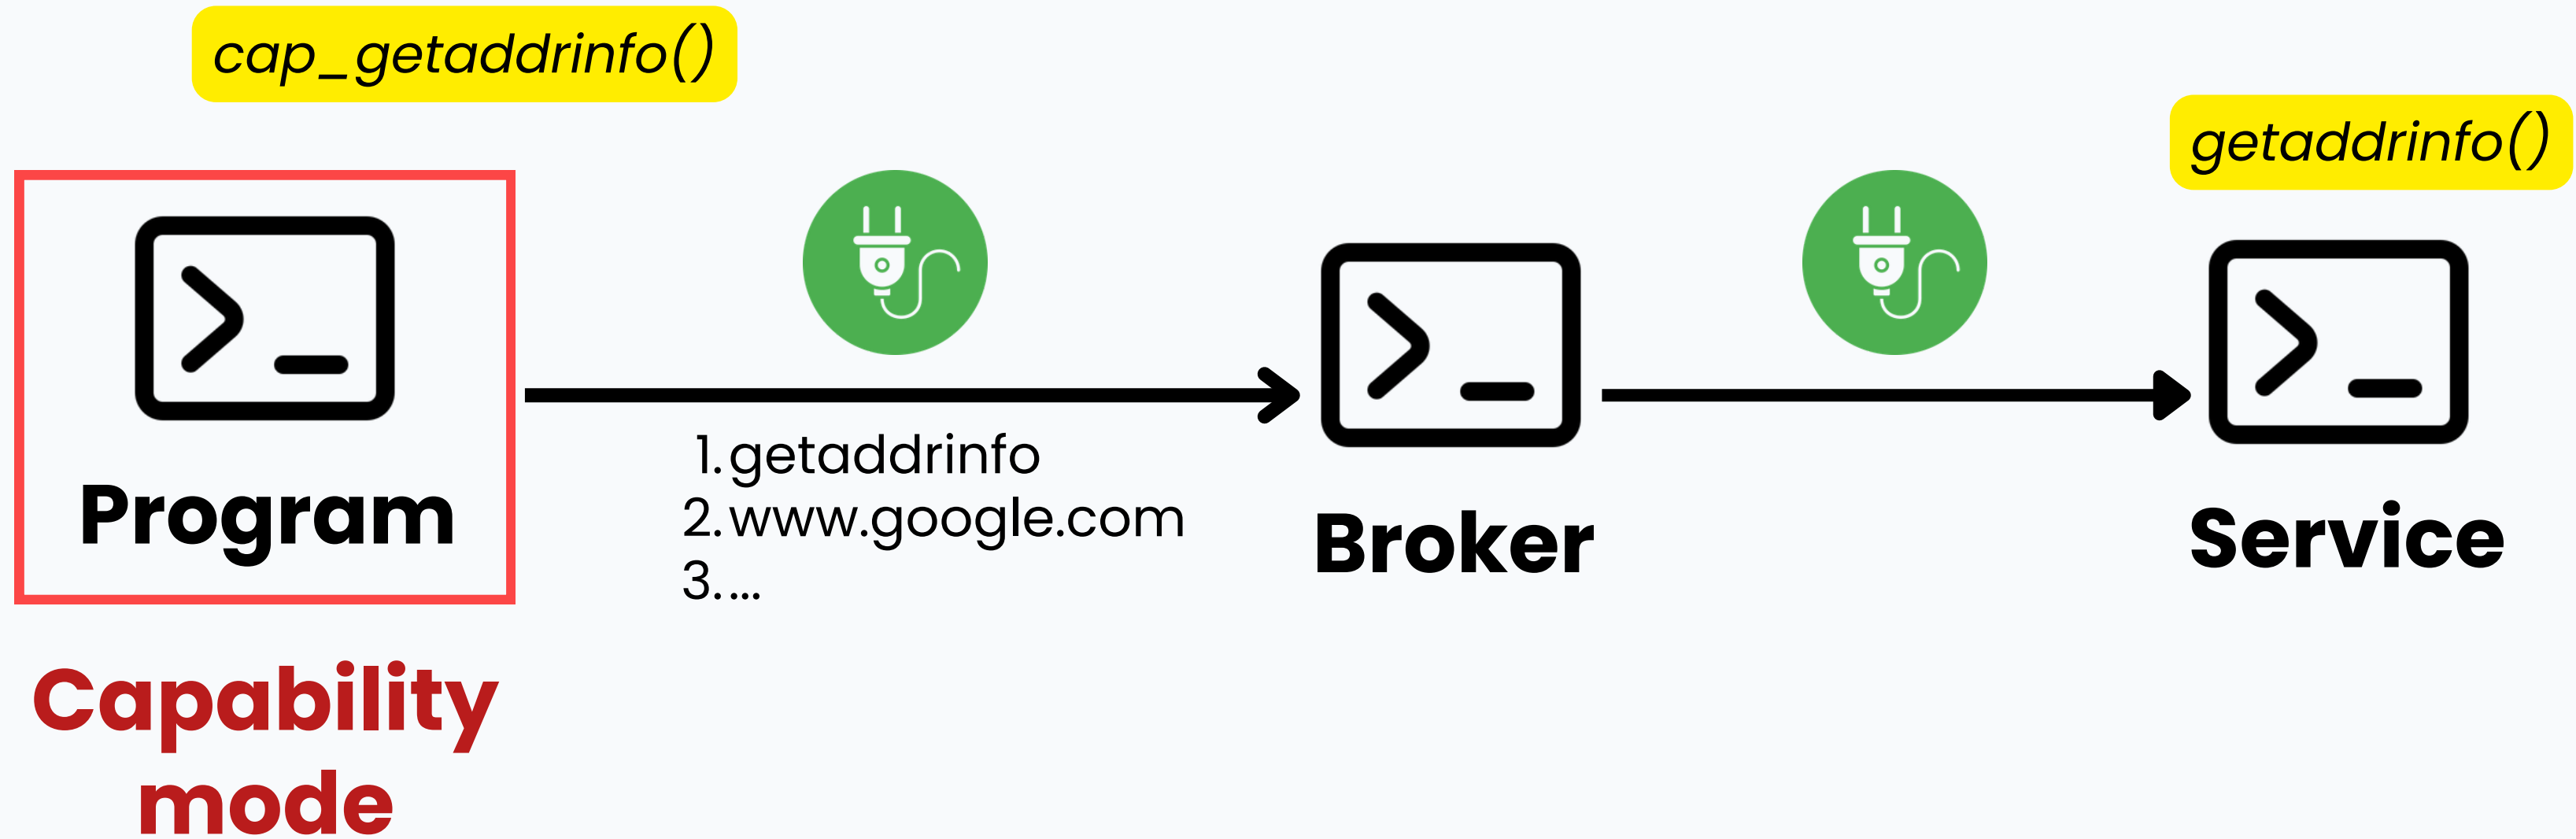 cap_getaddrinfo()
getaddrinfo()
>_
>_
>_
1. getaddrinfo
2. www.google.com
3. ...
Program
Broker
Service
Capability
mode